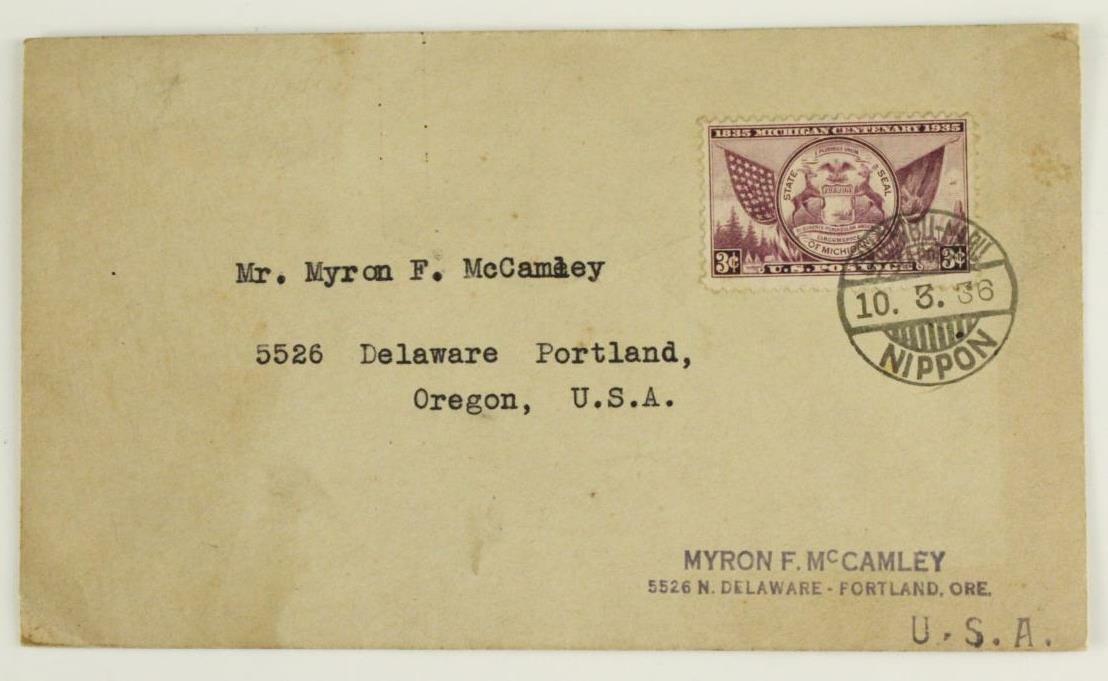 1835 MICHIGAN CENTENARY 1935
STATE SEAL
OF MICHIGAN
3¢ U.S. POSTAGE 3¢
10. 3. 36
NIPPON
Mr. Myron F. McCamley
5526 Delaware Portland,
Oregon, U.S.A.
MYRON F. McCAMLEY
5526 N. DELAWARE - PORTLAND, ORE.
U. S. A.